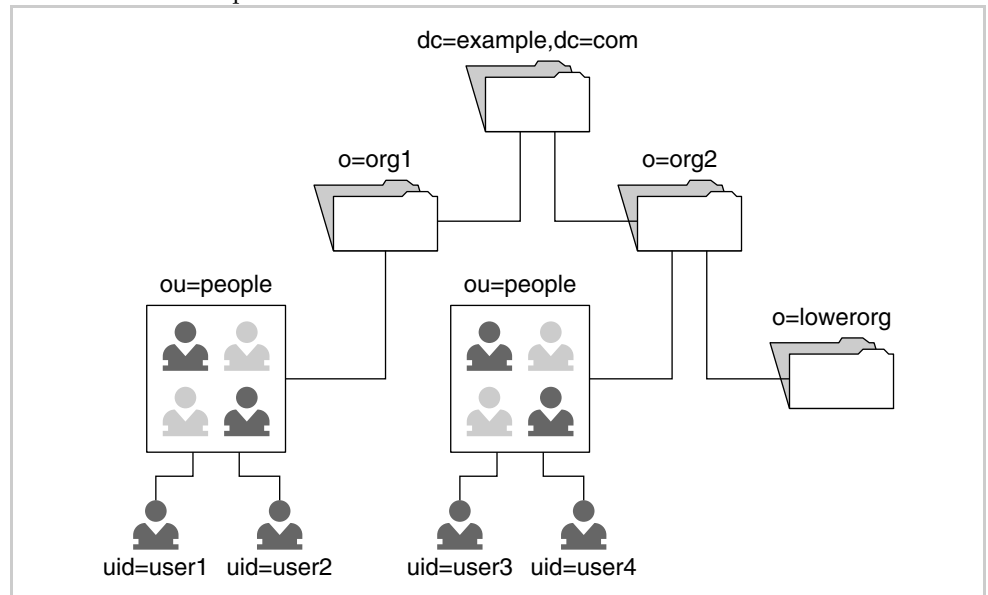 dc=example,dc=com
o=org1
o=org2
ou=people
ou=people
o=lowerorg
uid=user1 uid=user2
uid=user3 uid=user4